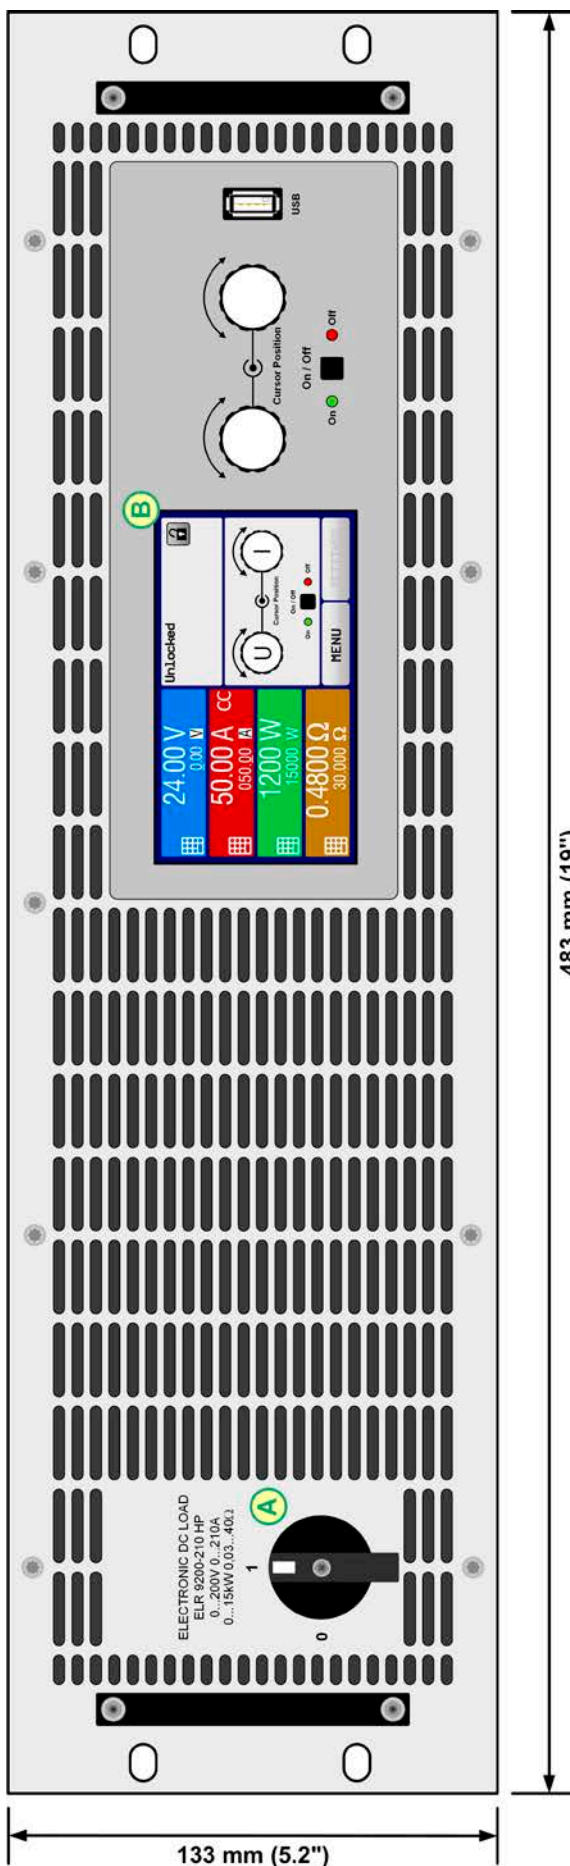 ELECTRONIC DC LOAD
ELR 9200-210 HP
0...200V 0...210A
0...15kW 0,03...40Ω
A
1
0
24.00 V
0.00 V
50.00 A CC
050.00 A
1200 W
15000 W
0.4800 Ω
30.000 Ω
Unlocked
U
I
Cursor Position
On / Off
On
Off
MENU
B
Cursor Position
On / Off
On
Off
USB
483 mm (19")
133 mm (5.2")